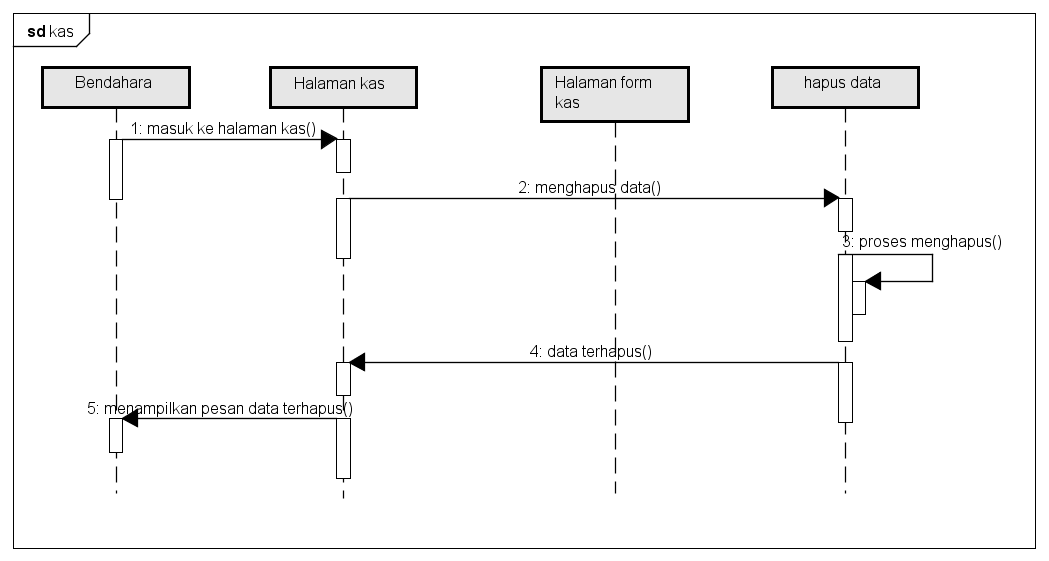 sd kas
Bendahara
Halaman kas
Halaman form
kas
hapus data
1: masuk ke halaman kas()
2: menghapus data()
3: proses menghapus()
4: data terhapus()
5: menampilkan pesan data terhapus()